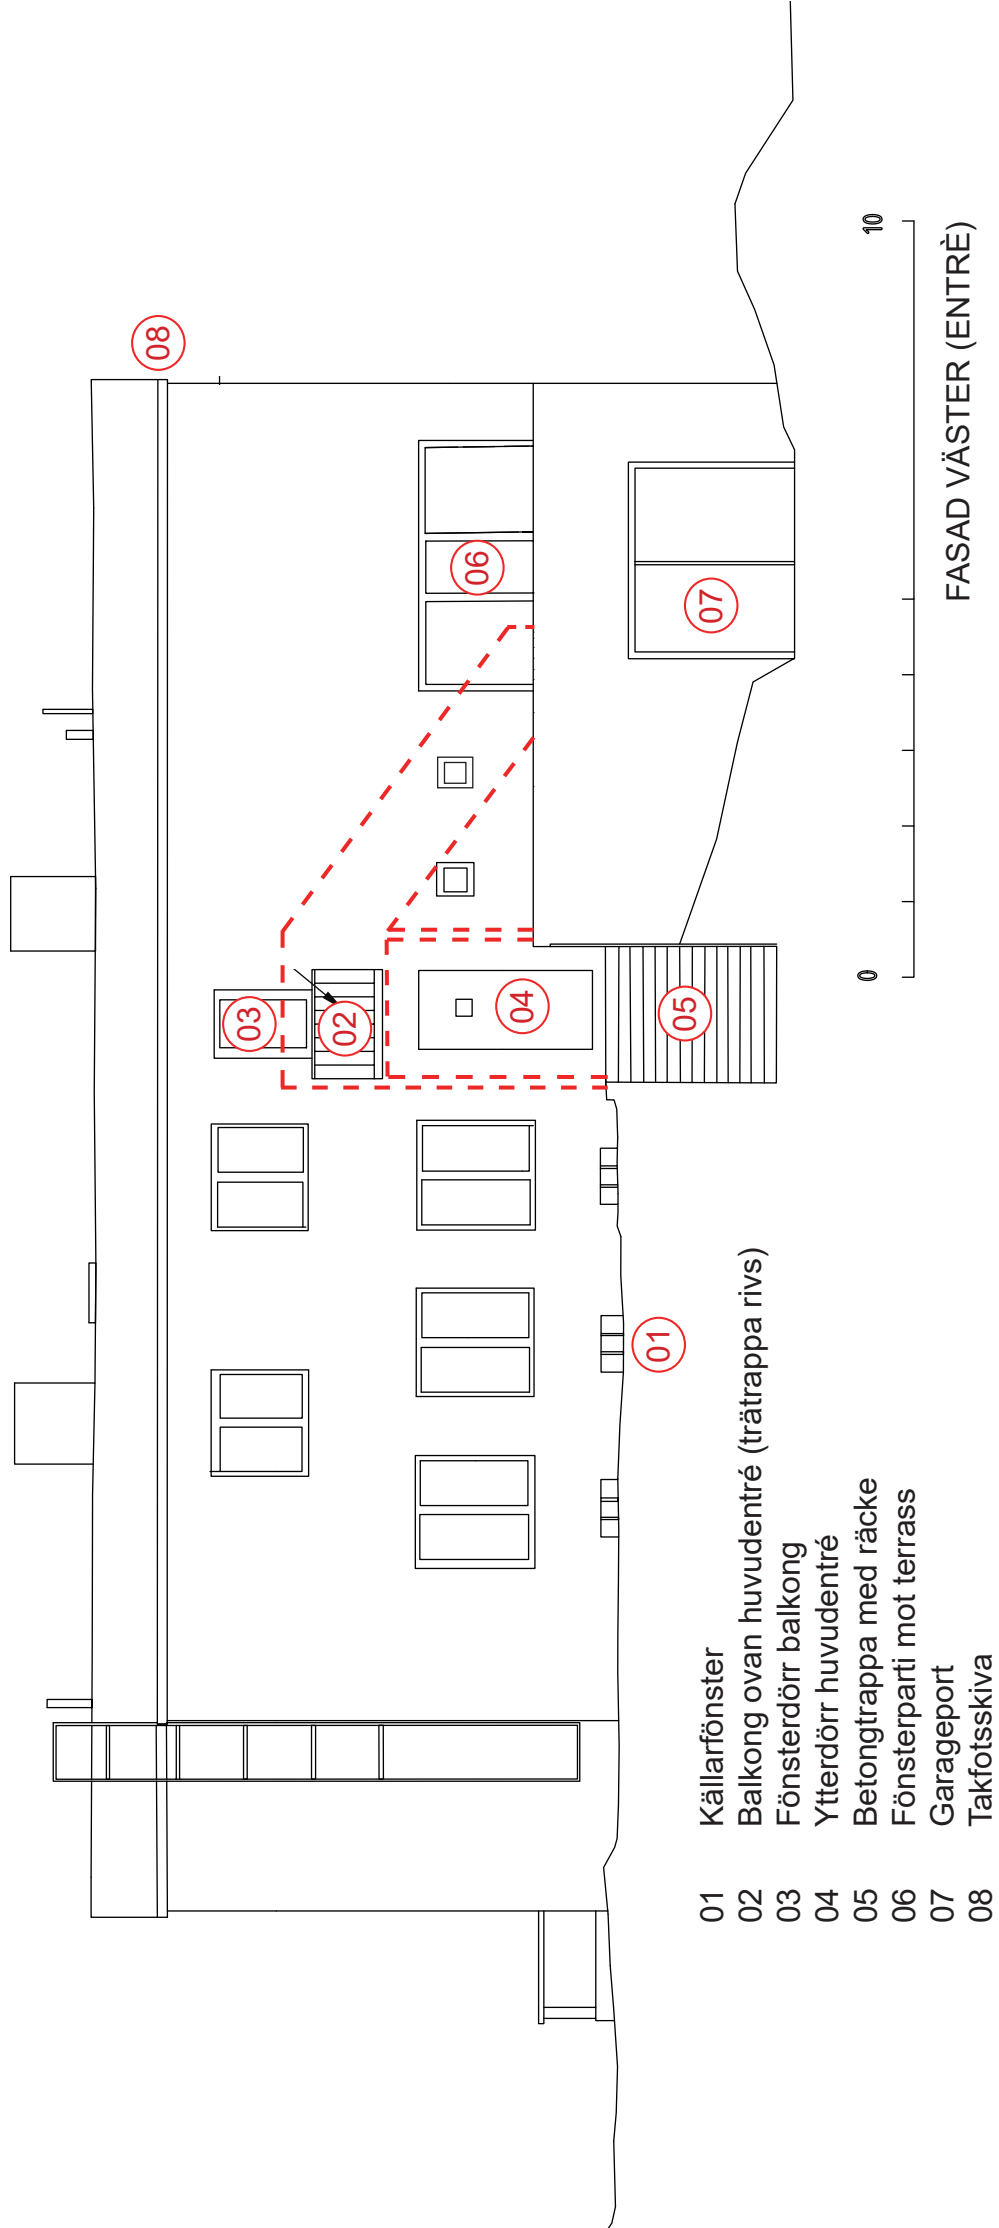 08
03
02
06
04
07
05
01
0 10
FASAD VÄSTER (ENTRÈ)
01 Källarfönster
02 Balkong ovan huvudentré (trätrappa rivs)
03 Fönsterdörr balkong
04 Ytterdörr huvudentré
05 Betongtrappa med räcke
06 Fönsterparti mot terrass
07 Garageport
08 Takfotsskiva